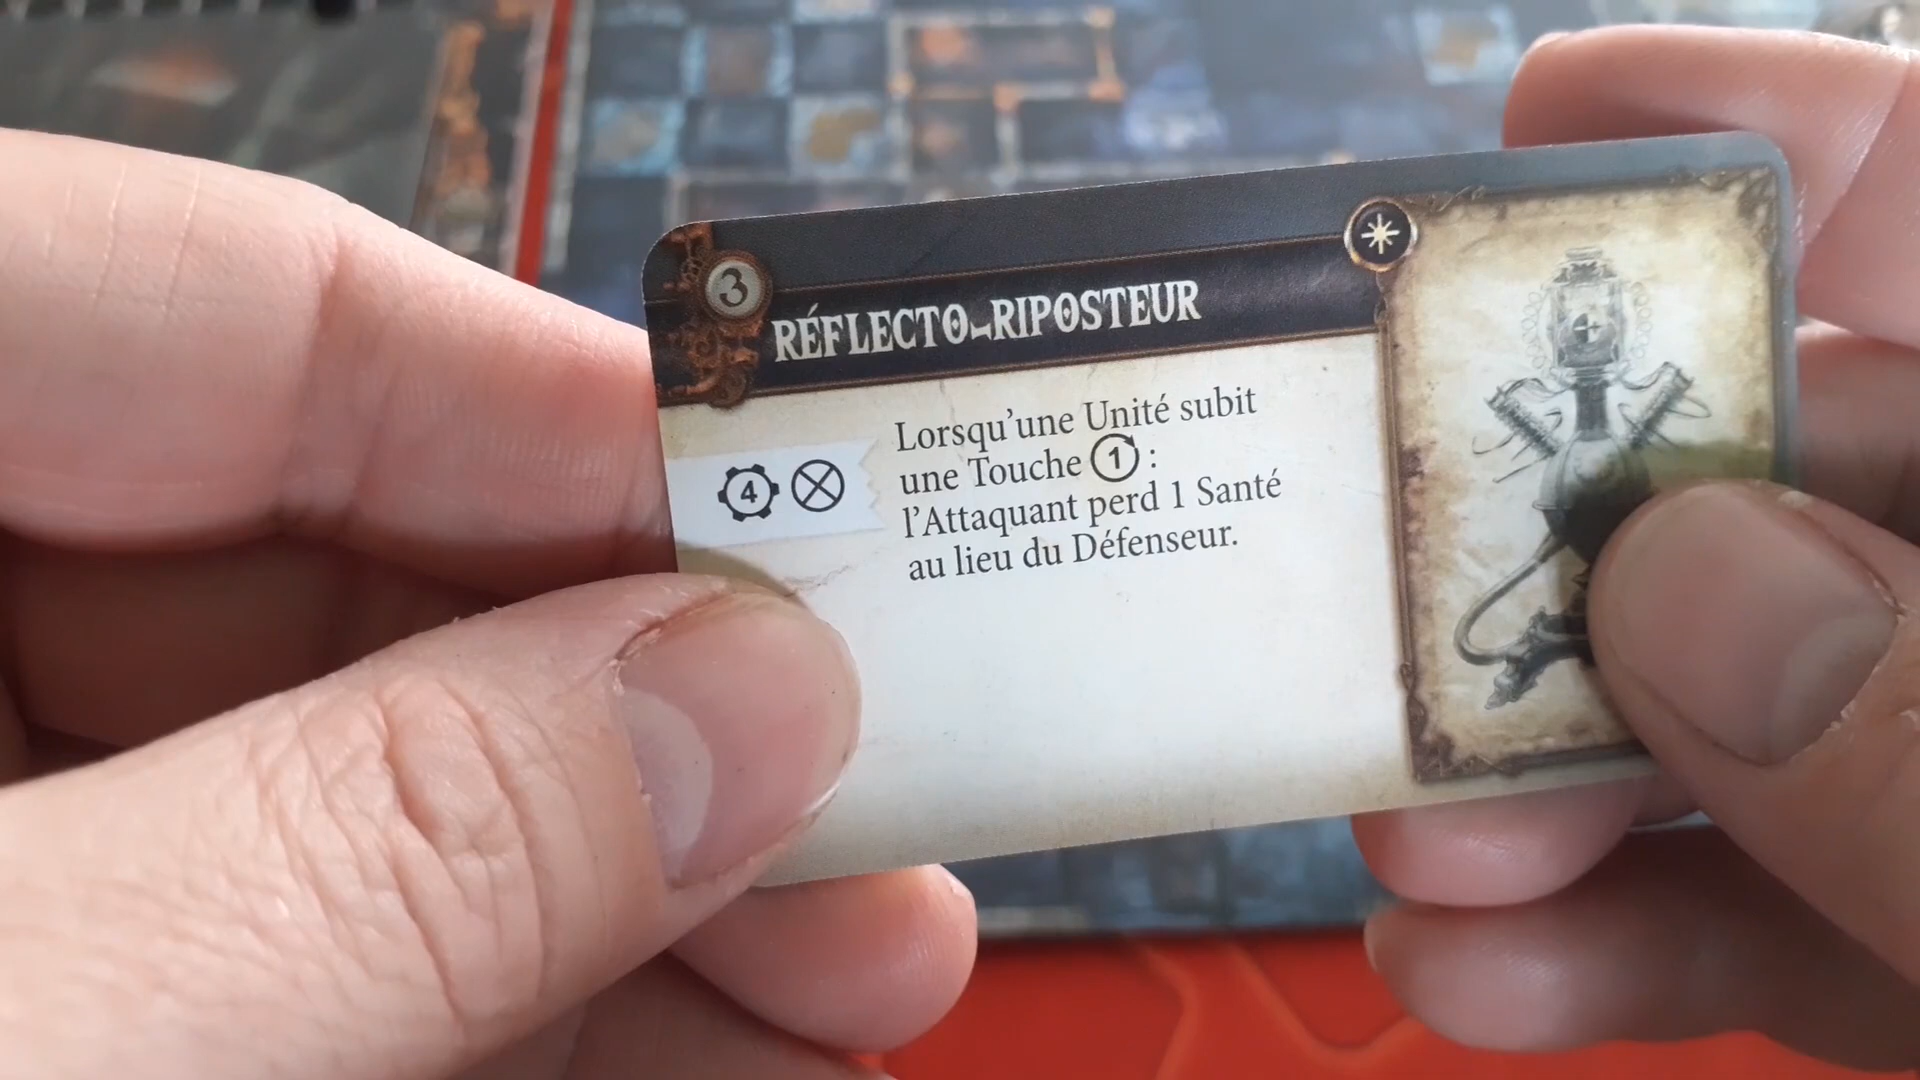 3
RÉFLECTO-RIPOSTEUR
4
Lorsqu'une Unité subit
une Touche 1 :
l'Attaquant perd 1 Santé
au lieu du Défenseur.